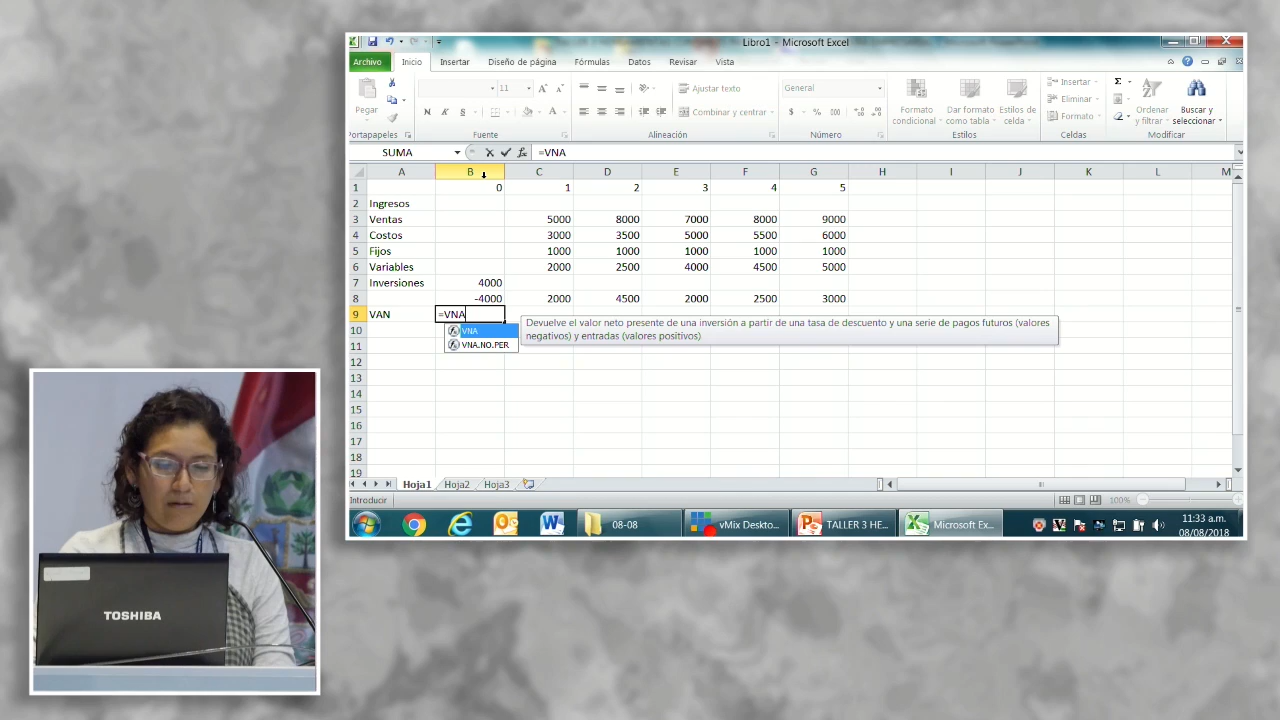 Libro1 - Microsoft Excel
Archivo Inicio Insertar Diseño de página Fórmulas Datos Revisar Vista
11 Ajustar texto General Insertar Σ
Pegar N K S Combinar y centrar $ % Formato condicional Dar formato como tabla Estilos de celda Eliminar Formato Ordenar y filtrar Buscar y seleccionar
Portapapeles Fuente Alineación Número Estilos Celdas Modificar
SUMA =VNA
A B C D E F G H I J K L M
1 0 1 2 3 4 5
2 Ingresos
3 Ventas 5000 8000 7000 8000 9000
4 Costos 3000 3500 5000 5500 6000
5 Fijos 1000 1000 1000 1000 1000
6 Variables 2000 2500 4000 4500 5000
7 Inversiones 4000
8 -4000 2000 4500 2000 2500 3000
9 VAN =VNA
10 VNA
11 VNA.NO.PER
Devuelve el valor neto presente de una inversión a partir de una tasa de descuento y una serie de pagos futuros (valores
negativos) y entradas (valores positivos)
12
13
14
15
16
17
18
19
Hoja1 Hoja2 Hoja3
Introducir 100%
08-08 vMix Deskto... TALLER 3 HE... Microsoft Ex... 11:33 a.m.
08/08/2018
TOSHIBA